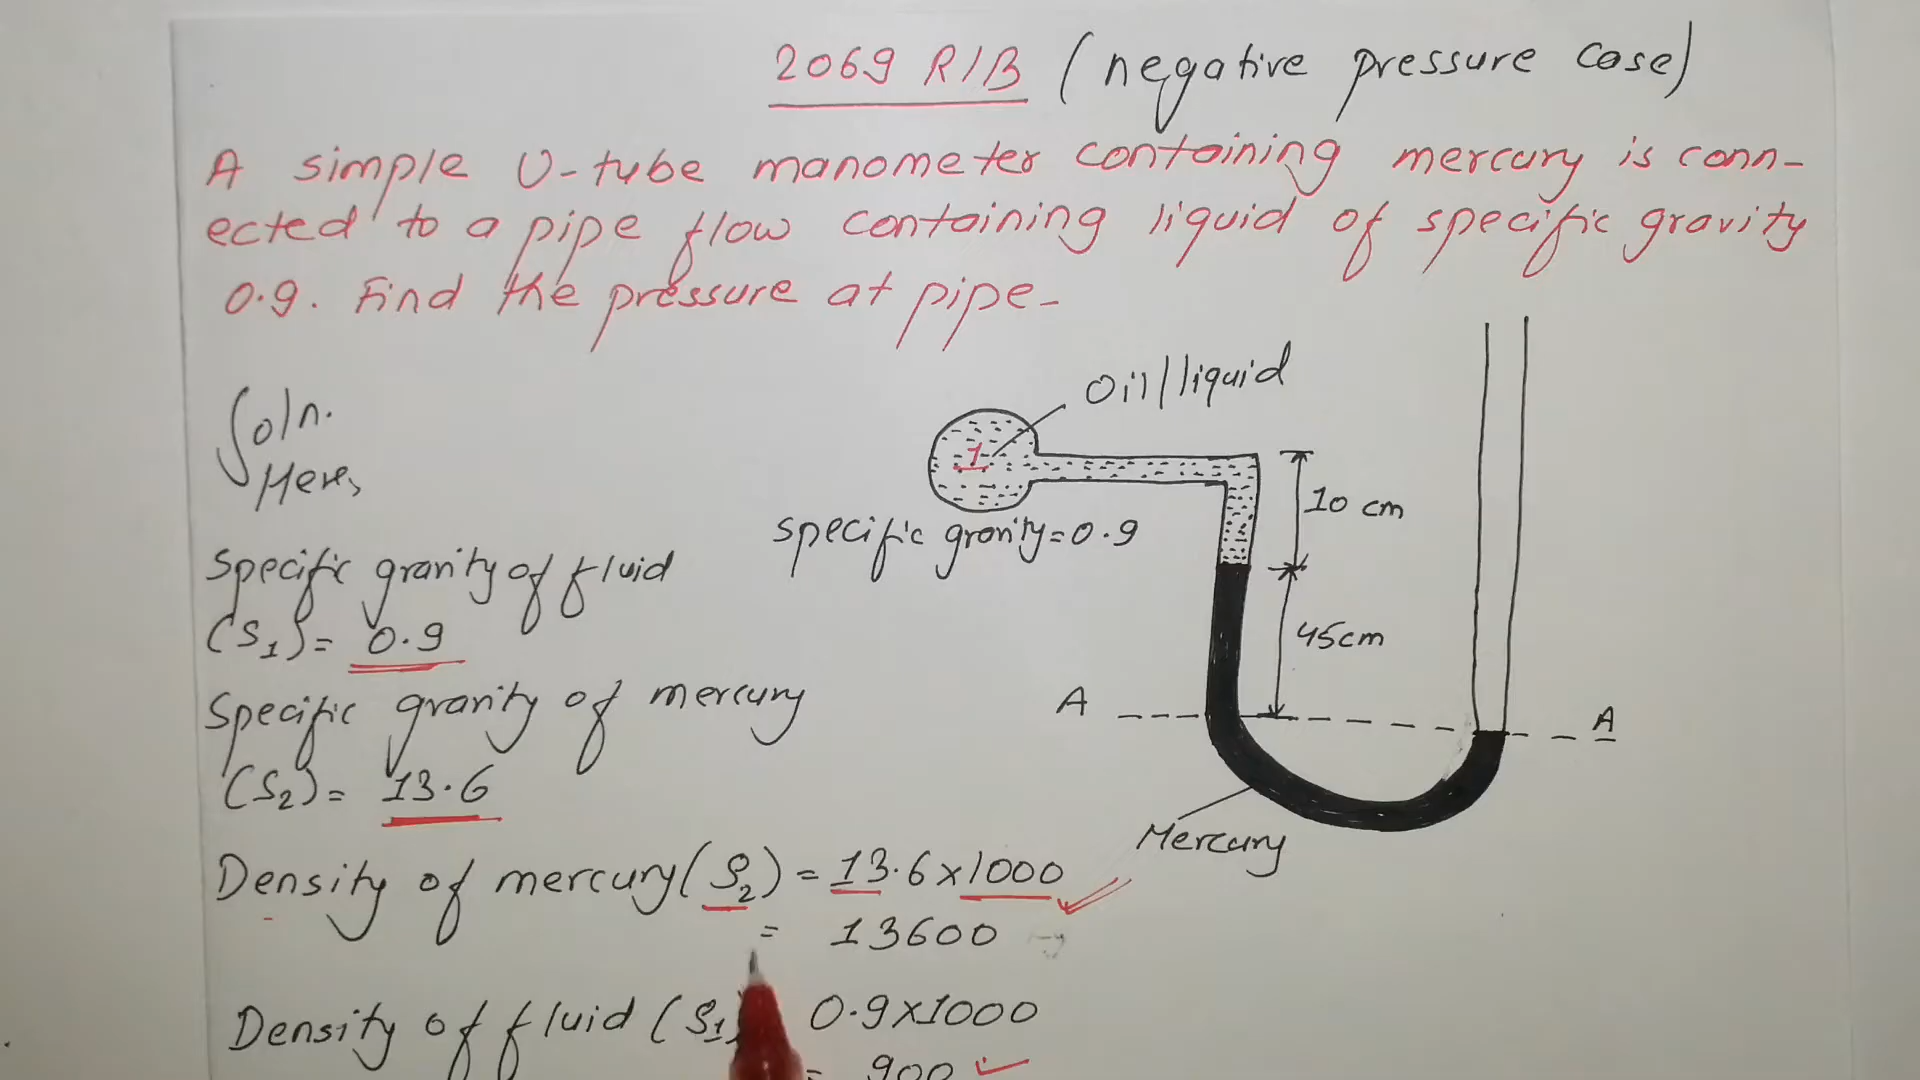 2069 R/B (negative pressure case)
A simple U-tube manometer containing mercury is conn-
ected to a pipe flow containing liquid of specific gravity
0.9. Find the pressure at pipe-
Soln.
Here,
Oil/liquid
1
10 cm
specific gravity=0.9
Specific gravity of fluid
(S1)= 0.9
45cm
Specific gravity of mercury
A
A
(S2)= 13.6
Mercury
Density of mercury(ρ2) = 13.6×1000
= 13600
Density of fluid (ρ1) 0.9×1000
= 900